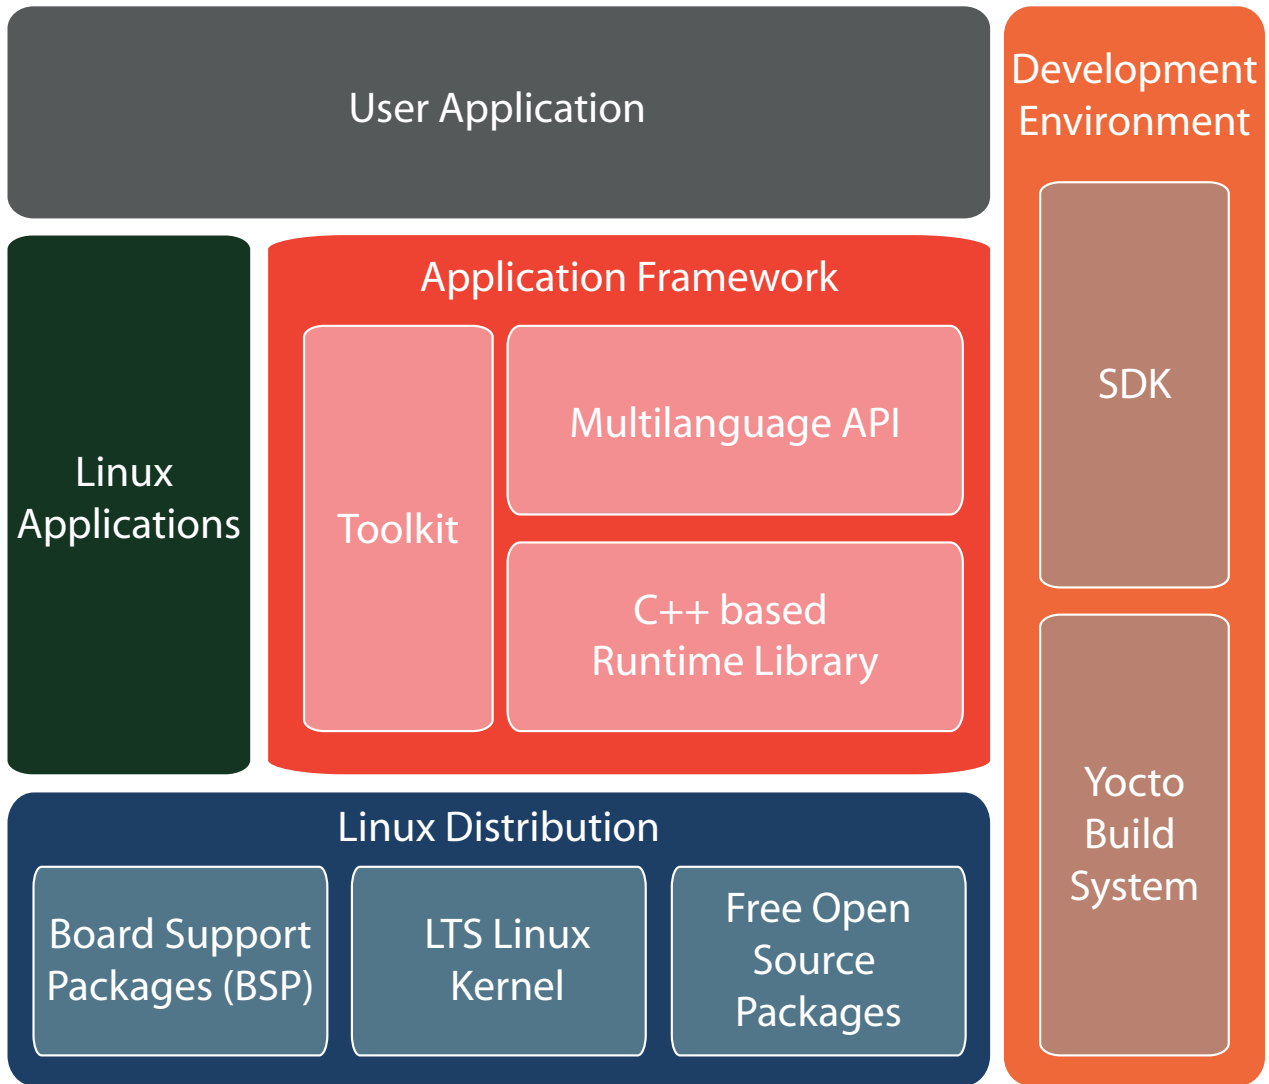 User Application
Development
Environment
SDK
Yocto
Build
System
Linux
Applications
Application Framework
Toolkit
Multilanguage API
C++ based
Runtime Library
Linux Distribution
Board Support
Packages (BSP)
LTS Linux
Kernel
Free Open
Source
Packages